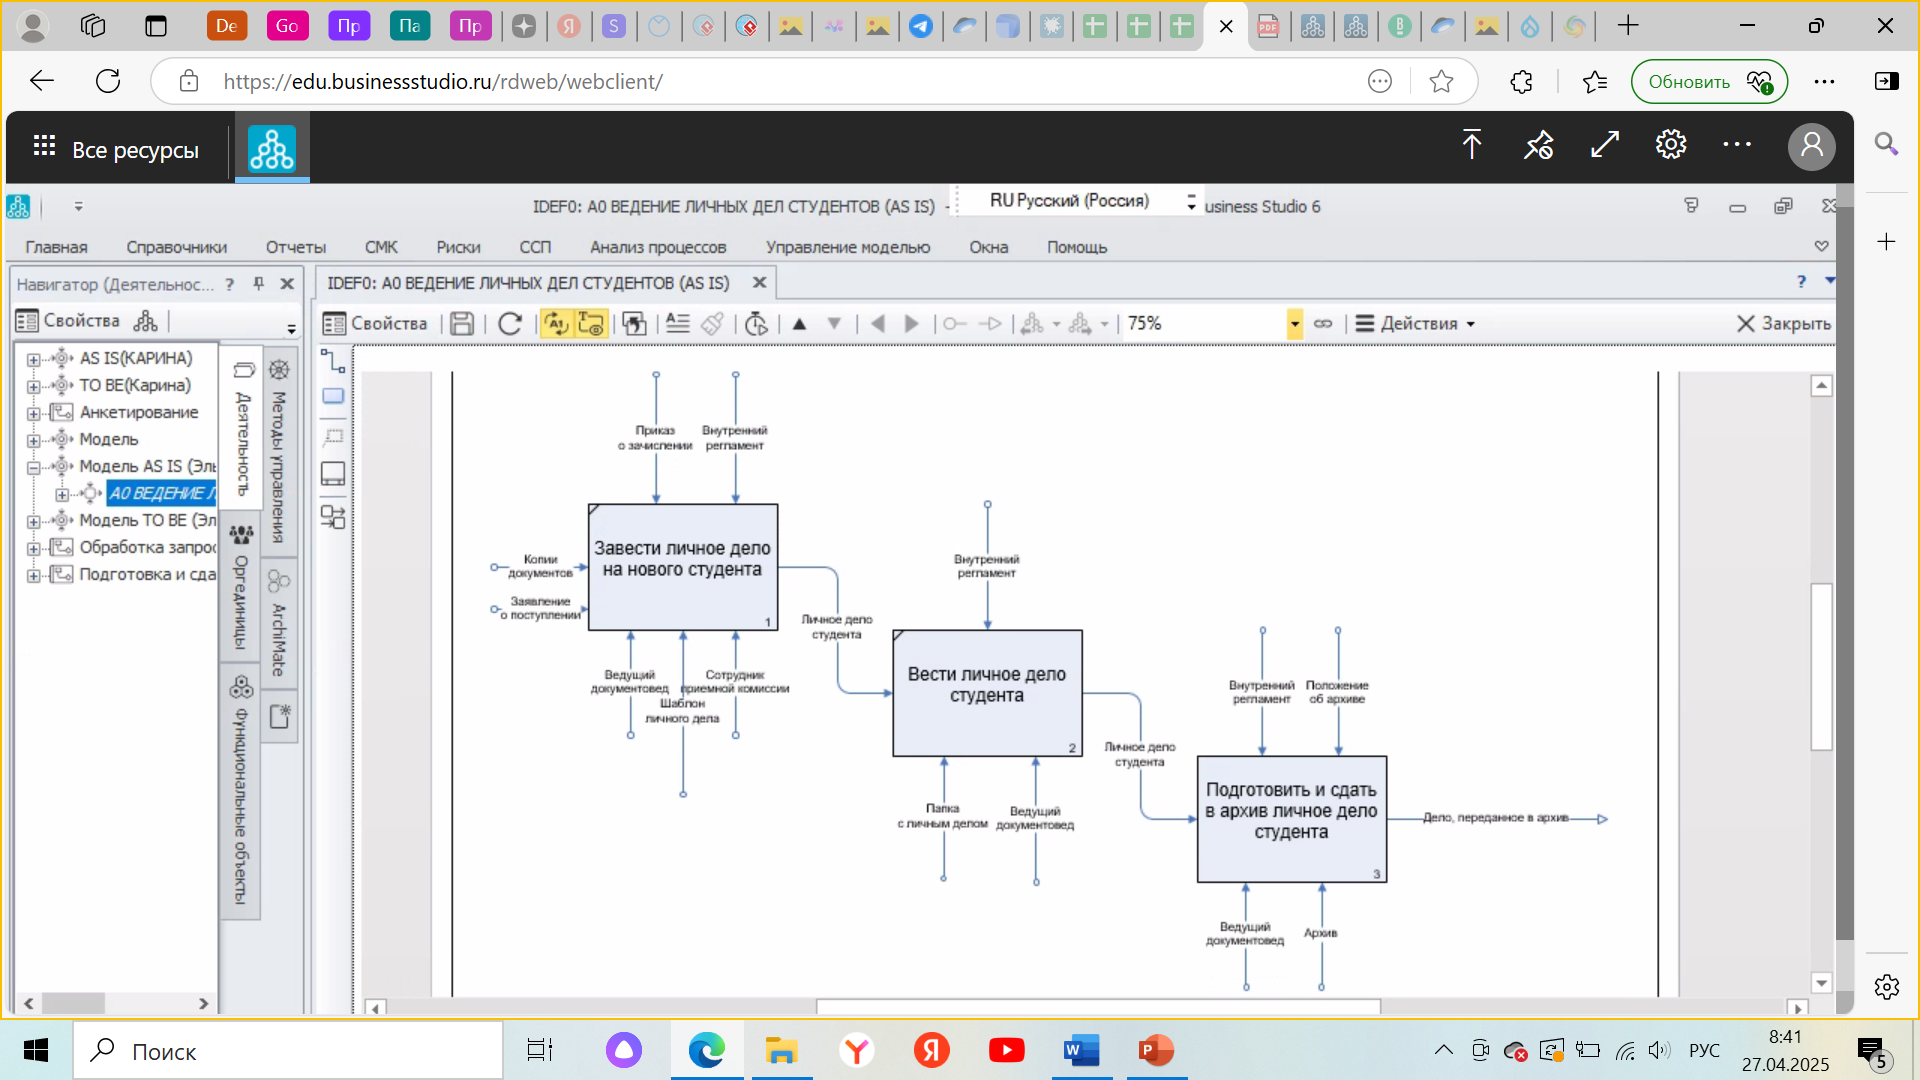 De
Go
Пр
Па
Пр
https://edu.businessstudio.ru/rdweb/webclient/
Обновить
Все ресурсы
IDEF0: A0 ВЕДЕНИЕ ЛИЧНЫХ ДЕЛ СТУДЕНТОВ (AS IS) -
RU Русский (Россия)
usiness Studio 6
Главная
Справочники
Отчеты
СМК
Риски
ССП
Анализ процессов
Управление моделью
Окна
Помощь
Навигатор (Деятельнос... ?
IDEF0: A0 ВЕДЕНИЕ ЛИЧНЫХ ДЕЛ СТУДЕНТОВ (AS IS)
?
Свойства
Свойства
75%
Действия
Закрыть
AS IS(КАРИНА)
TO BE(Карина)
Анкетирование
Модель
Модель AS IS (Эль
A0 ВЕДЕНИЕ Л
Модель TO BE (Эл
Обработка запрос
Подготовка и сда
Деятельность
Оргединицы
Функциональные объекты
Методы управления
ArchiMate
Приказ
о зачислении
Внутренний
регламент
Копии
документов
Заявление
о поступлении
Завести личное дело
на нового студента
1
Ведущий
документовед
Шаблон
личного дела
Сотрудник
приемной комиссии
Личное дело
студента
Внутренний
регламент
Вести личное дело
студента
2
Папка
с личным делом
Ведущий
документовед
Личное дело
студента
Внутренний
регламент
Положение
об архиве
Подготовить и сдать
в архив личное дело
студента
3
Дело, переданное в архив
Ведущий
документовед
Архив
Поиск
РУС
8:41
27.04.2025
5